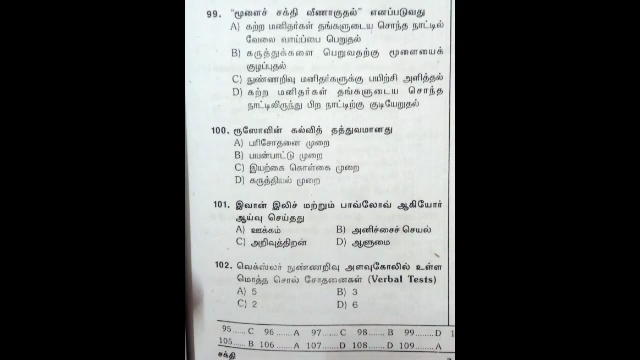 99. "மூளைச் சக்தி வீணாகுதல்" எனப்படுவது
A) கற்ற மனிதர்கள் தங்களுடைய சொந்த நாட்டில்
வேலை வாய்ப்பை பெறுதல்
B) கருத்துக்களை பெறுவதற்கு மூளையைக்
குழப்புதல்
C) நுண்ணறிவு மனிதர்களுக்கு பயிற்சி அளித்தல்
D) கற்ற மனிதர்கள் தங்களுடைய சொந்த
நாட்டிலிருந்து பிற நாட்டிற்கு குடியேறுதல்
100. ரூஸோவின் கல்வித் தத்துவமானது
A) பரிசோதனை முறை
B) பயன்பாட்டு முறை
C) இயற்கை கொள்கை முறை
D) கருத்தியல் முறை
101. இவான் இலிச் மற்றும் பாவ்லோவ் ஆகியோர்
ஆய்வு செய்தது
A) ஊக்கம் B) அனிச்சைச் செயல்
C) அறிவுத்திறன் D) ஆளுமை
102. வெக்ஸ்லர் நுண்ணறிவு அளவுகோலில் உள்ள
மொத்த சொல் சோதனைகள் (Verbal Tests)
A) 5 B) 3
C) 2 D) 6
95 ..... C 96 ..... A 97 ..... C 98 ..... B 99 ..... D 1
105 ..... B 106 ..... A 107 ..... D 108 ..... D 109 ..... A
சக்தி